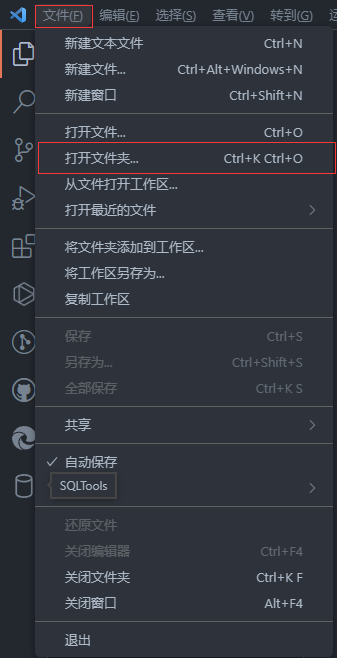 文件(F) 编辑(E) 选择(S) 查看(V) 转到(G)
新建文本文件 Ctrl+N
新建文件... Ctrl+Alt+Windows+N
新建窗口 Ctrl+Shift+N
打开文件... Ctrl+O
打开文件夹... Ctrl+K Ctrl+O
从文件打开工作区...
打开最近的文件
将文件夹添加到工作区...
将工作区另存为...
复制工作区
保存 Ctrl+S
另存为... Ctrl+Shift+S
全部保存 Ctrl+K S
共享
自动保存
SQLTools
还原文件
关闭编辑器 Ctrl+F4
关闭文件夹 Ctrl+K F
关闭窗口 Alt+F4
退出